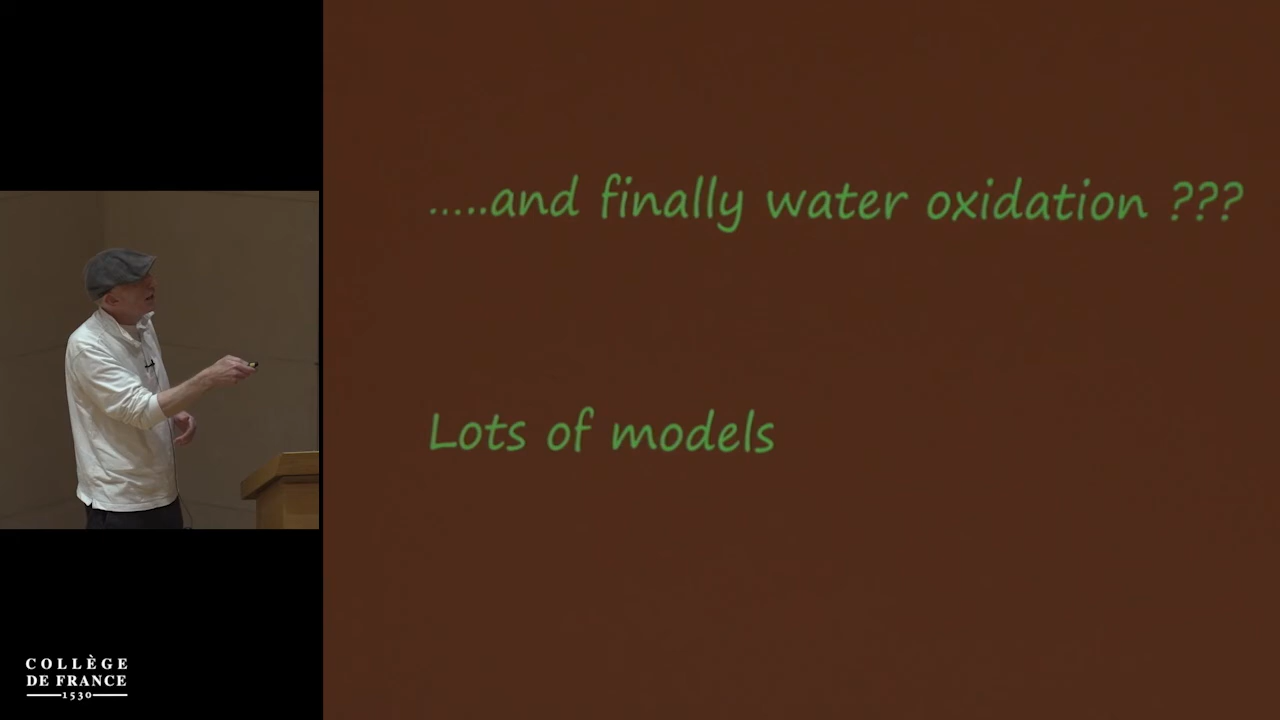 .....and finally water oxidation ???
Lots of models
COLLÈGE
DE FRANCE
1530